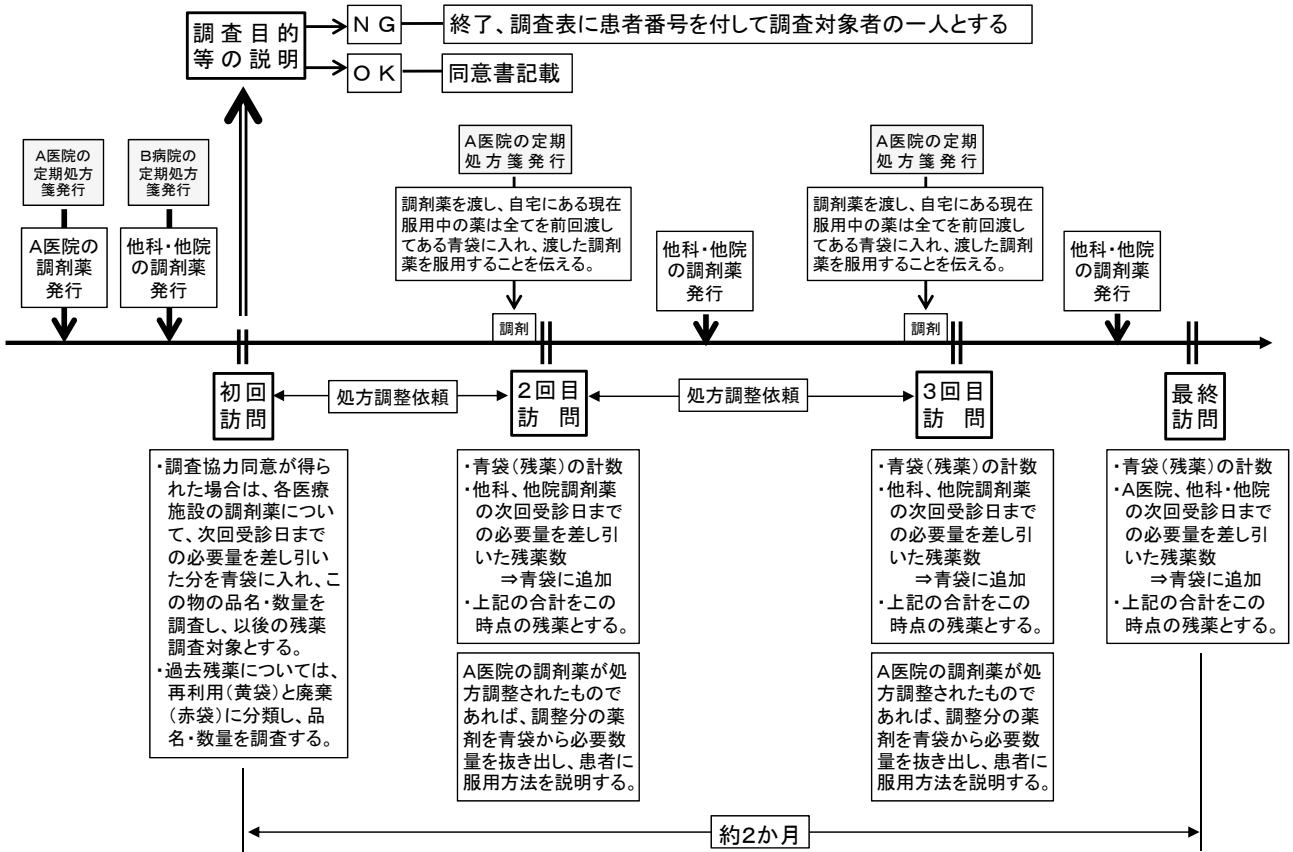 調査目的
等の説明
ＮＧ
終了、調査表に患者番号を付して調査対象者の一人とする
ＯＫ
同意書記載
A医院の
定期処方
箋発行
B病院の
定期処方
箋発行
A医院の定期
処方箋発行
A医院の定期
処方箋発行
A医院の
調剤薬
発行
他科・他院
の調剤薬
発行
調剤薬を渡し、自宅にある現在
服用中の薬は全てを前回渡し
てある青袋に入れ、渡した調剤
薬を服用することを伝える。
他科・他院
の調剤薬
発行
調剤薬を渡し、自宅にある現在
服用中の薬は全てを前回渡し
てある青袋に入れ、渡した調剤
薬を服用することを伝える。
他科・他院
の調剤薬
発行
調剤
調剤
初回
訪問
処方調整依頼
２回目
訪問
処方調整依頼
３回目
訪問
最終
訪問
・調査協力同意が得ら
れた場合は、各医療
施設の調剤薬につい
て、次回受診日まで
の必要量を差し引い
た分を青袋に入れ、こ
の物の品名・数量を
調査し、以後の残薬
調査対象とする。
・過去残薬については、
再利用（黄袋）と廃棄
（赤袋）に分類し、品
名・数量を調査する。
・青袋（残薬）の計数
・他科、他院調剤薬
の次回受診日まで
の必要量を差し引
いた残薬数
⇒青袋に追加
・上記の合計をこの
時点の残薬とする。
A医院の調剤薬が処
方調整されたもので
あれば、調整分の薬
剤を青袋から必要数
量を抜き出し、患者に
服用方法を説明する。
・青袋（残薬）の計数
・他科、他院調剤薬
の次回受診日まで
の必要量を差し引
いた残薬数
⇒青袋に追加
・上記の合計をこの
時点の残薬とする。
A医院の調剤薬が処
方調整されたもので
あれば、調整分の薬
剤を青袋から必要数
量を抜き出し、患者に
服用方法を説明する。
・青袋（残薬）の計数
・A医院、他科・他院
の次回受診日まで
の必要量を差し引
いた残薬数
⇒青袋に追加
・上記の合計をこの
時点の残薬とする。
約2か月